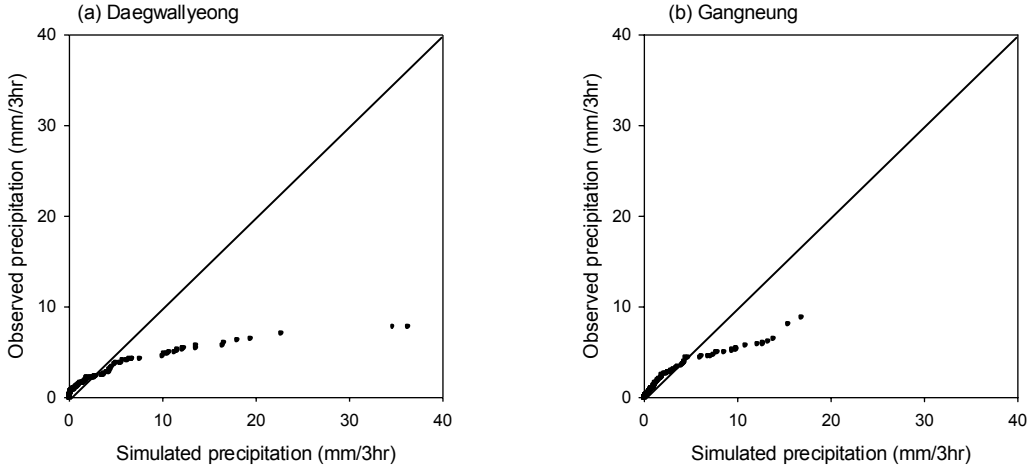 (a) Daegwallyeong
40
30
20
10
0
0 10 20 30 40
Observed precipitation (mm/3hr)
Simulated precipitation (mm/3hr)
(b) Gangneung
40
30
20
10
0
0 10 20 30 40
Observed precipitation (mm/3hr)
Simulated precipitation (mm/3hr)